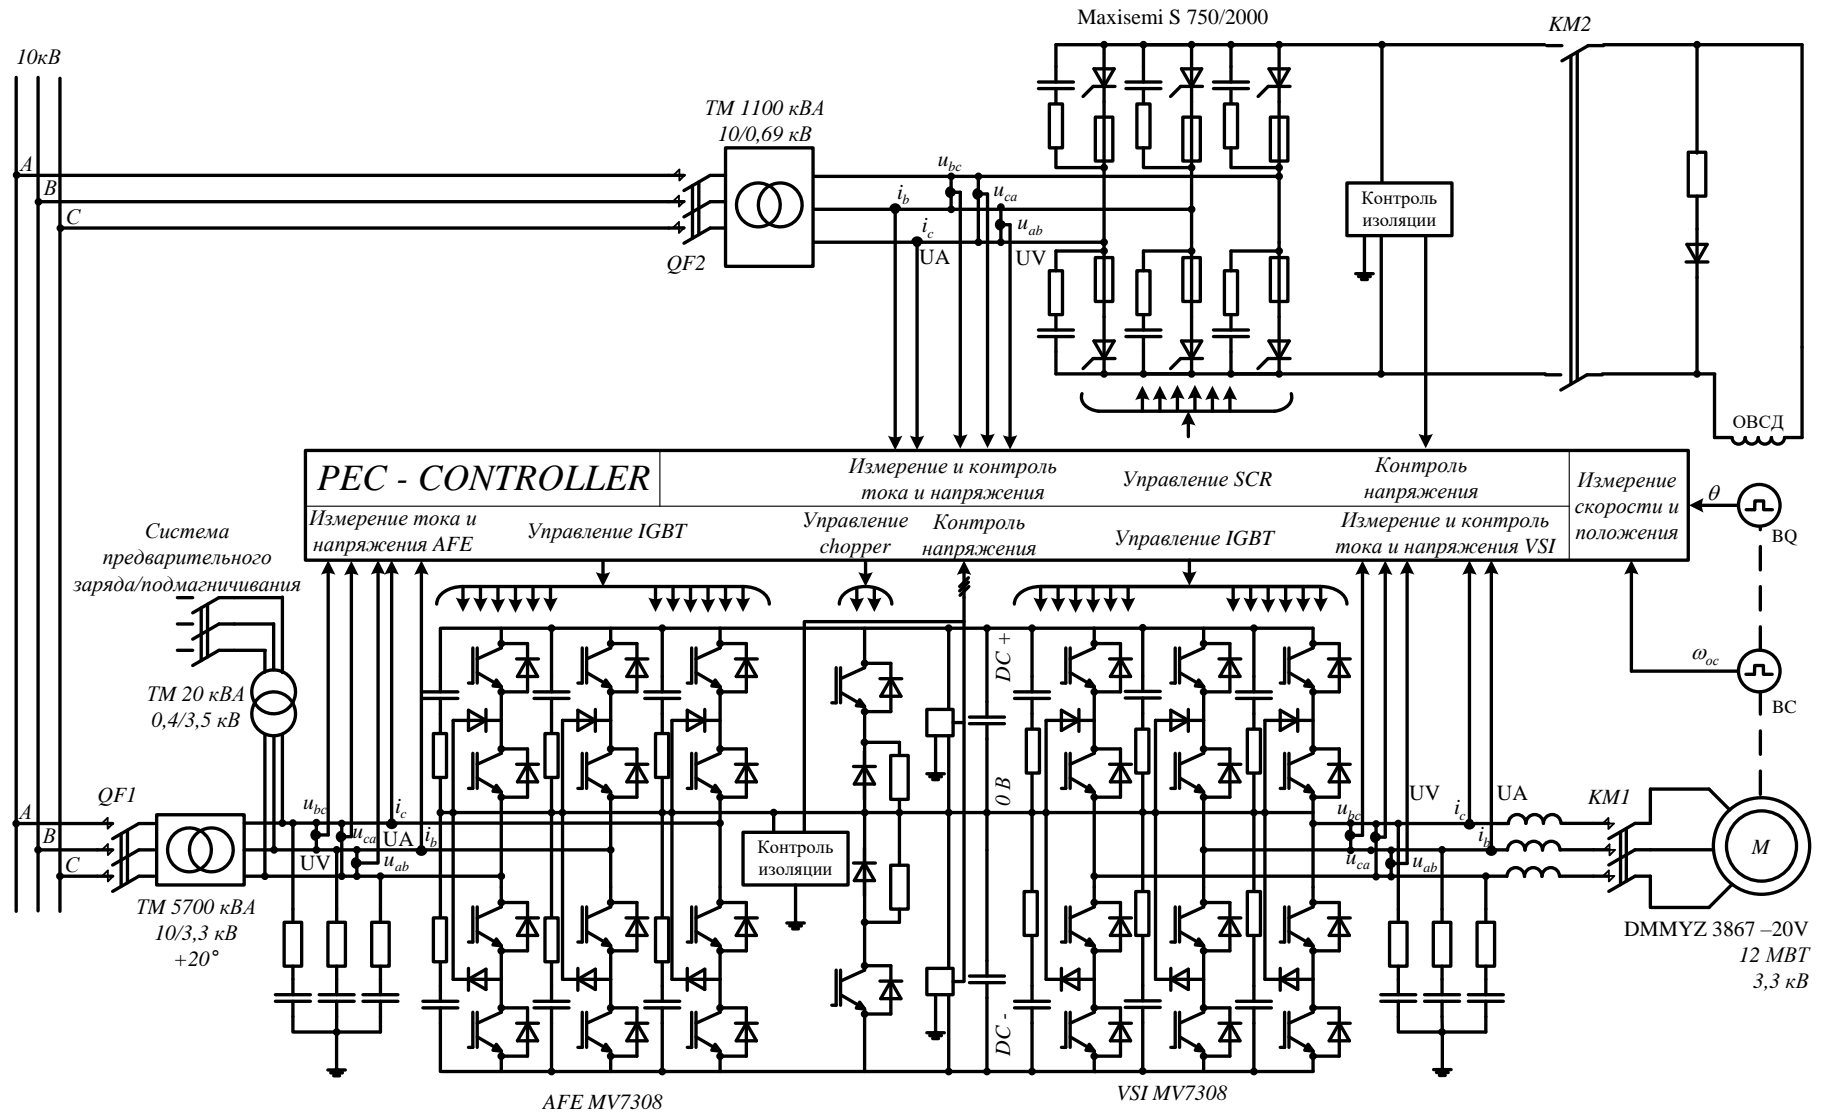 Maxisemi S 750/2000
KM2
10кВ
ТМ 1100 кВА
10/0,69 кВ
A
B
C
QF2
u_bc
i_b
u_ca
i_c
u_ab
UA
UV
Контроль
изоляции
ОВСД
PEC - CONTROLLER
Измерение и контроль
тока и напряжения
Управление SCR
Контроль
напряжения
Измерение
скорости и
положения
Измерение тока и
напряжения AFE
Управление IGBT
Управление
chopper
Контроль
напряжения
Управление IGBT
Измерение и контроль
тока и напряжения VSI
θ
BQ
ω_oc
BC
Система
предварительного
заряда/подмагничивания
ТМ 20 кВА
0,4/3,5 кВ
QF1
A
B
C
ТМ 5700 кВА
10/3,3 кВ
+20°
u_bc
i_c
u_ca
UA
i_b
UV
u_ab
DC +
0 В
DC -
Контроль
изоляции
u_bc
UV
i_c
UA
KM1
i_b
u_ca
u_ab
M
DMMYZ 3867 –20V
12 МВТ
3,3 кВ
AFE MV7308
VSI MV7308